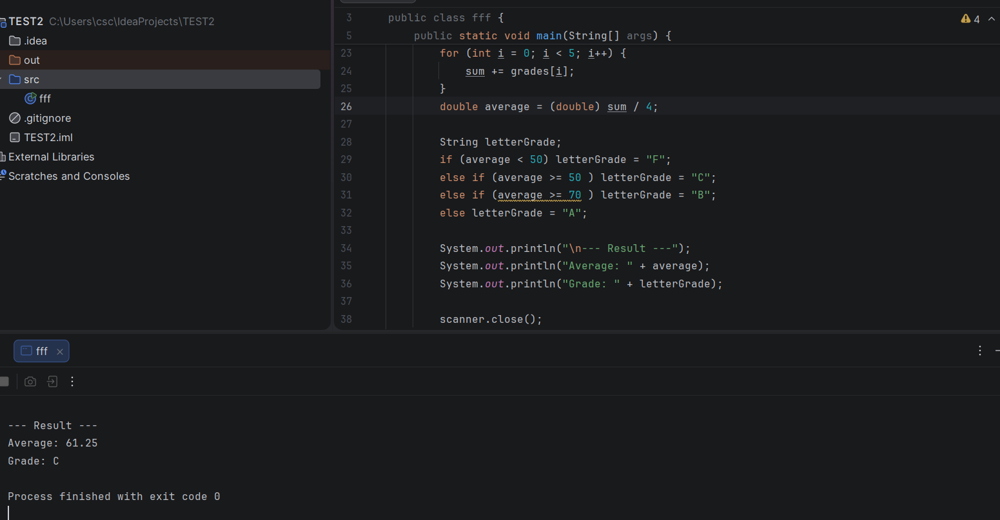 TEST2 C:\Users\csc\IdeaProjects\TEST2
.idea
out
src
fff
.gitignore
TEST2.iml
External Libraries
Scratches and Consoles
4
3 public class fff {
5 public static void main(String[] args) {
23 for (int i = 0; i < 5; i++) {
24 sum += grades[i];
25 }
26 double average = (double) sum / 4;
27
28 String letterGrade;
29 if (average < 50) letterGrade = "F";
30 else if (average >= 50 ) letterGrade = "C";
31 else if (average >= 70 ) letterGrade = "B";
32 else letterGrade = "A";
33
34 System.out.println("\n--- Result ---");
35 System.out.println("Average: " + average);
36 System.out.println("Grade: " + letterGrade);
37
38 scanner.close();
fff
--- Result ---
Average: 61.25
Grade: C
Process finished with exit code 0